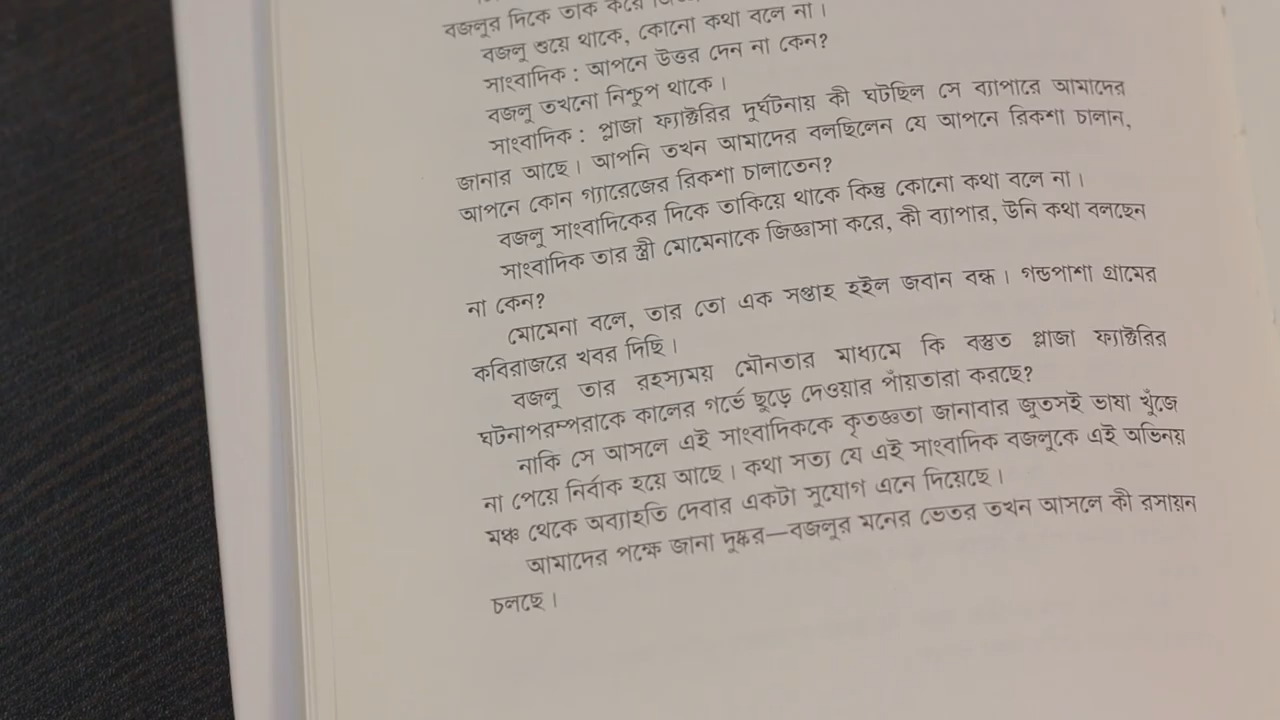 বজলুর দিকে তাক করে
বজলু শুয়ে থাকে, কোনো কথা বলে না।
সাংবাদিক : আপনে উত্তর দেন না কেন?
বজলু তখনো নিশ্চুপ থাকে।
সাংবাদিক : প্লাজা ফ্যাক্টরির দুর্ঘটনায় কী ঘটছিল সে ব্যাপারে আমাদের
জানার আছে। আপনি তখন আমাদের বলছিলেন যে আপনে রিকশা চালান,
আপনে কোন গ্যারেজের রিকশা চালাতেন?
বজলু সাংবাদিকের দিকে তাকিয়ে থাকে কিন্তু কোনো কথা বলে না।
সাংবাদিক তার স্ত্রী মোমেনাকে জিজ্ঞাসা করে, কী ব্যাপার, উনি কথা বলছেন
না কেন?
মোমেনা বলে, তার তো এক সপ্তাহ হইল জবান বন্ধ। গন্ডপাশা গ্রামের
কবিরাজরে খবর দিছি।
বজলু তার রহস্যময় মৌনতার মাধ্যমে কি বস্তুত প্লাজা ফ্যাক্টরির
ঘটনাপরম্পরাকে কালের গর্ভে ছুড়ে দেওয়ার পাঁয়তারা করছে?
নাকি সে আসলে এই সাংবাদিককে কৃতজ্ঞতা জানাবার জুতসই ভাষা খুঁজে
না পেয়ে নির্বাক হয়ে আছে। কথা সত্য যে এই সাংবাদিক বজলুকে এই অভিনয়
মঞ্চ থেকে অব্যাহতি দেবার একটা সুযোগ এনে দিয়েছে।
আমাদের পক্ষে জানা দুষ্কর—বজলুর মনের ভেতর তখন আসলে কী রসায়ন
চলছে।